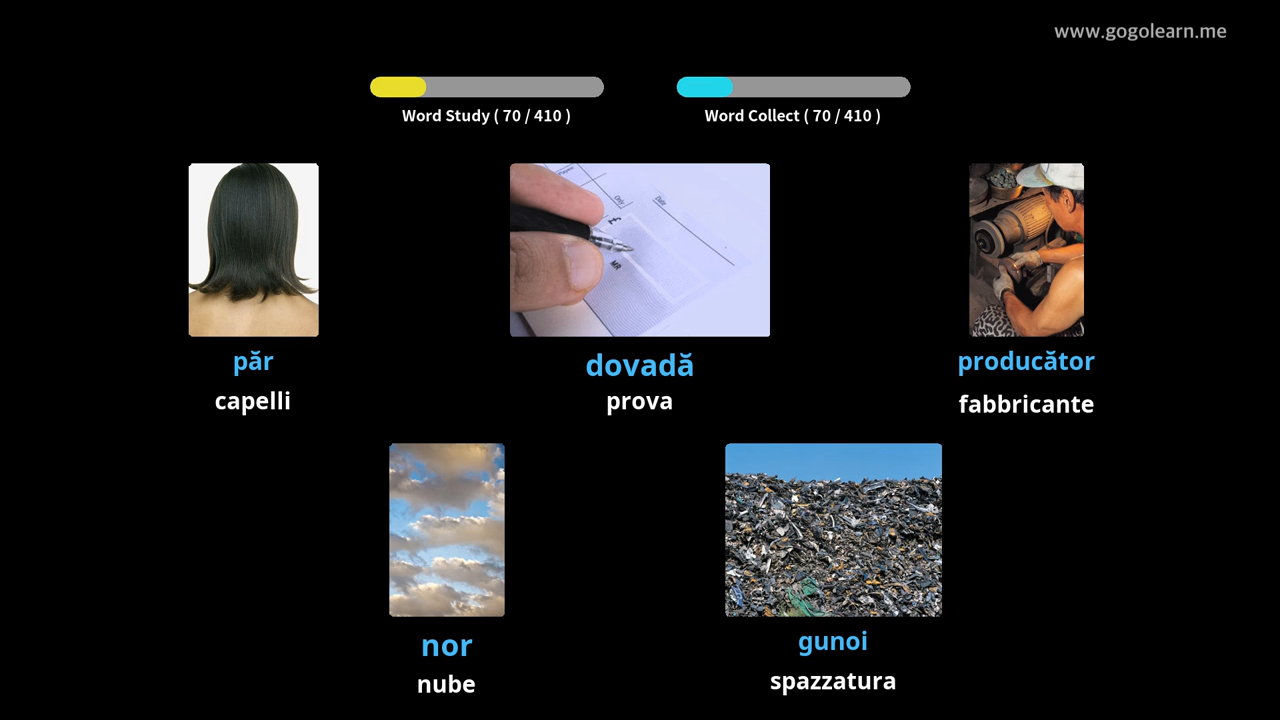 www.gogolearn.me
Word Study ( 70 / 410 )
Word Collect ( 70 / 410 )
păr
capelli
dovadă
prova
producător
fabbricante
nor
nube
gunoi
spazzatura